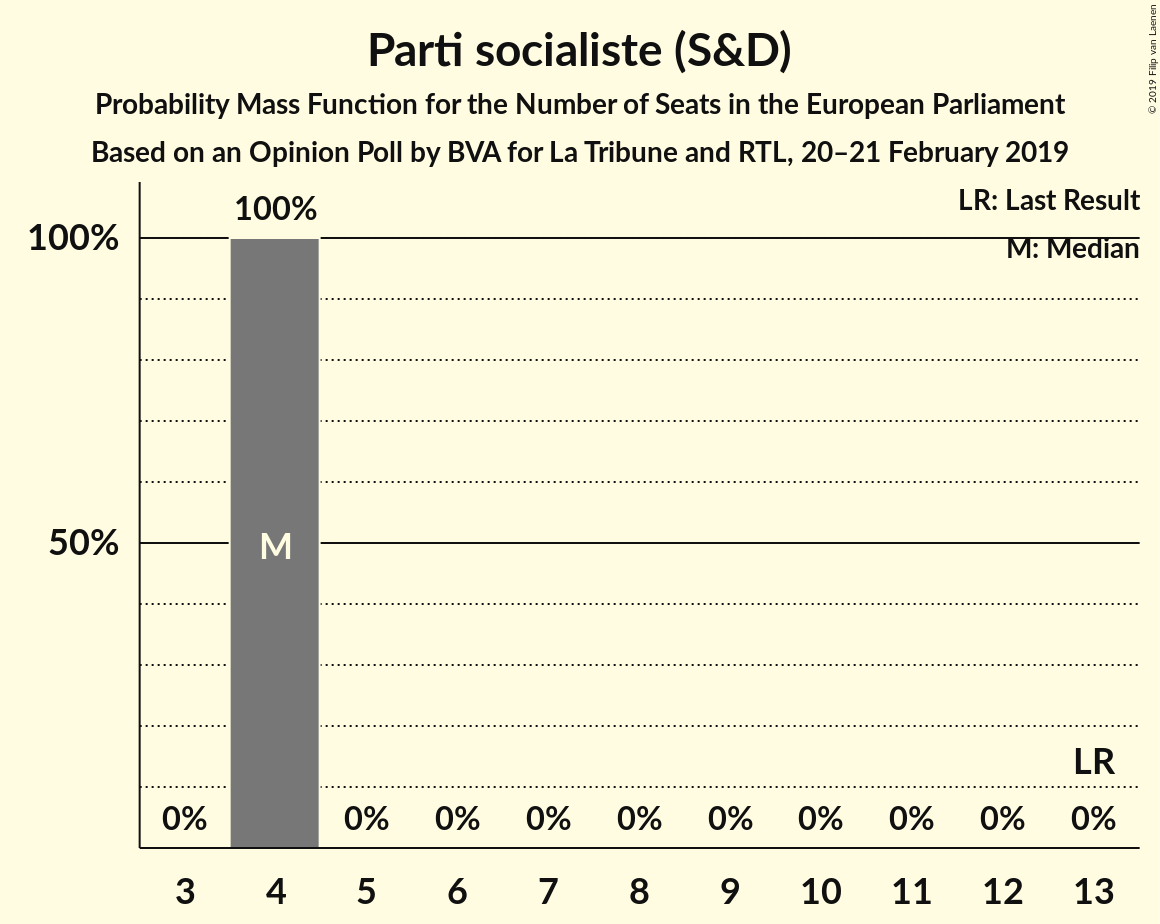 Parti socialiste (S&D)
Probability Mass Function for the Number of Seats in the European Parliament
Based on an Opinion Poll by BVA for La Tribune and RTL, 20–21 February 2019
© 2019 Filip van Laenen
LR: Last Result
M: Median
100%
100%
50%
M
LR
0% 0% 0% 0% 0% 0% 0% 0% 0% 0%
3 4 5 6 7 8 9 10 11 12 13